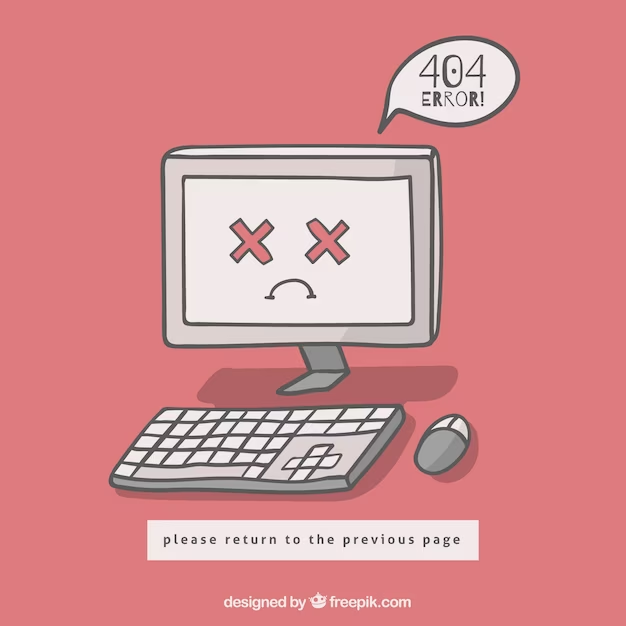 404
ERROR!
please return to the previous page
designed by freepik.com